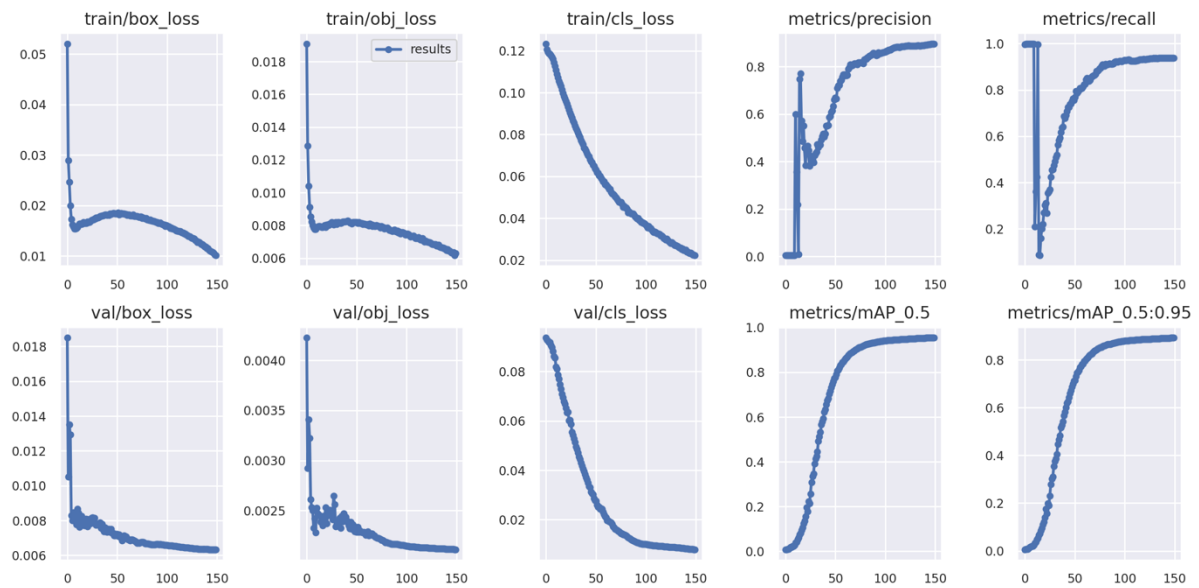 train/box_loss
train/obj_loss
train/cls_loss
metrics/precision
metrics/recall
0.05
0.04
0.03
0.02
0.01
0 50 100 150
results
0.018
0.016
0.014
0.012
0.010
0.008
0.006
0 50 100 150
0.12
0.10
0.08
0.06
0.04
0.02
0 50 100 150
0.8
0.6
0.4
0.2
0.0
0 50 100 150
1.0
0.8
0.6
0.4
0.2
0 50 100 150
val/box_loss
val/obj_loss
val/cls_loss
metrics/mAP_0.5
metrics/mAP_0.5:0.95
0.018
0.016
0.014
0.012
0.010
0.008
0.006
0 50 100 150
0.0040
0.0035
0.0030
0.0025
0 50 100 150
0.08
0.06
0.04
0.02
0 50 100 150
1.0
0.8
0.6
0.4
0.2
0.0
0 50 100 150
0.8
0.6
0.4
0.2
0.0
0 50 100 150